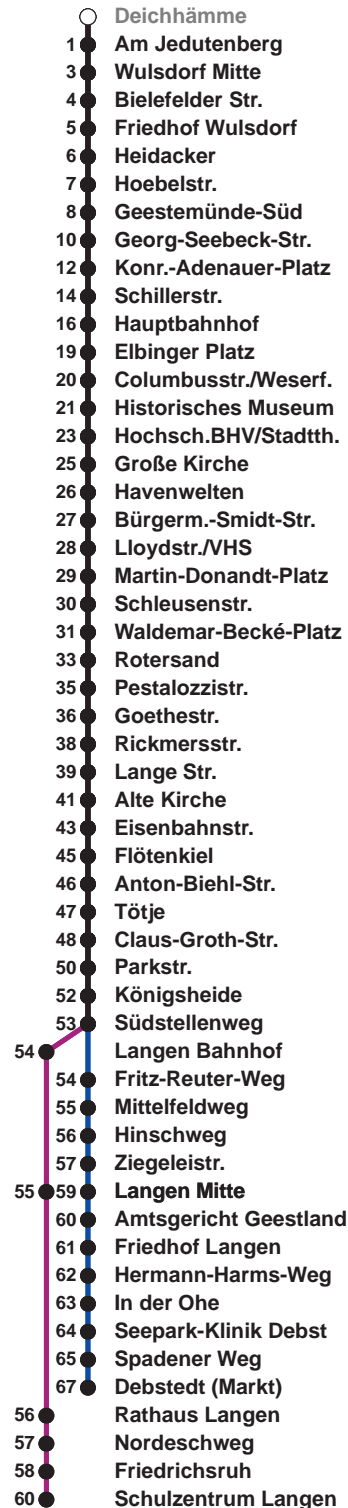 Deichhämme
1 Am Jedutenberg
3 Wulsdorf Mitte
4 Bielefelder Str.
5 Friedhof Wulsdorf
6 Heidacker
7 Hoebelstr.
8 Geestemünde-Süd
10 Georg-Seebeck-Str.
12 Konr.-Adenauer-Platz
14 Schillerstr.
16 Hauptbahnhof
19 Elbinger Platz
20 Columbusstr./Weserf.
21 Historisches Museum
23 Hochsch.BHV/Stadtth.
25 Große Kirche
26 Havenwelten
27 Bürgerm.-Smidt-Str.
28 Lloydstr./VHS
29 Martin-Donandt-Platz
30 Schleusenstr.
31 Waldemar-Becké-Platz
33 Rotersand
35 Pestalozzistr.
36 Goethestr.
38 Rickmersstr.
39 Lange Str.
41 Alte Kirche
43 Eisenbahnstr.
45 Flötenkiel
46 Anton-Biehl-Str.
47 Tötje
48 Claus-Groth-Str.
50 Parkstr.
52 Königsheide
53 Südstellenweg
54 Langen Bahnhof
54 Fritz-Reuter-Weg
55 Mittelfeldweg
56 Hinschweg
57 Ziegeleistr.
55 59 Langen Mitte
60 Amtsgericht Geestland
61 Friedhof Langen
62 Hermann-Harms-Weg
63 In der Ohe
64 Seepark-Klinik Debst
65 Spadener Weg
67 Debstedt (Markt)
56 Rathaus Langen
57 Nordeschweg
58 Friedrichsruh
60 Schulzentrum Langen